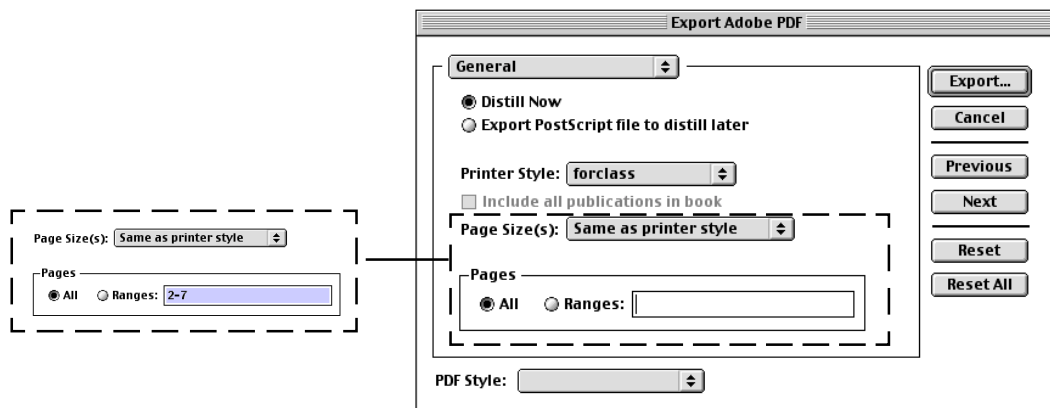 Export Adobe PDF
General
Distill Now
Export PostScript file to distill later
Printer Style: forclass
Include all publications in book
Page Size(s): Same as printer style
Pages
All Ranges:
PDF Style:
Export...
Cancel
Previous
Next
Reset
Reset All
Page Size(s): Same as printer style
Pages
All Ranges: 2-7